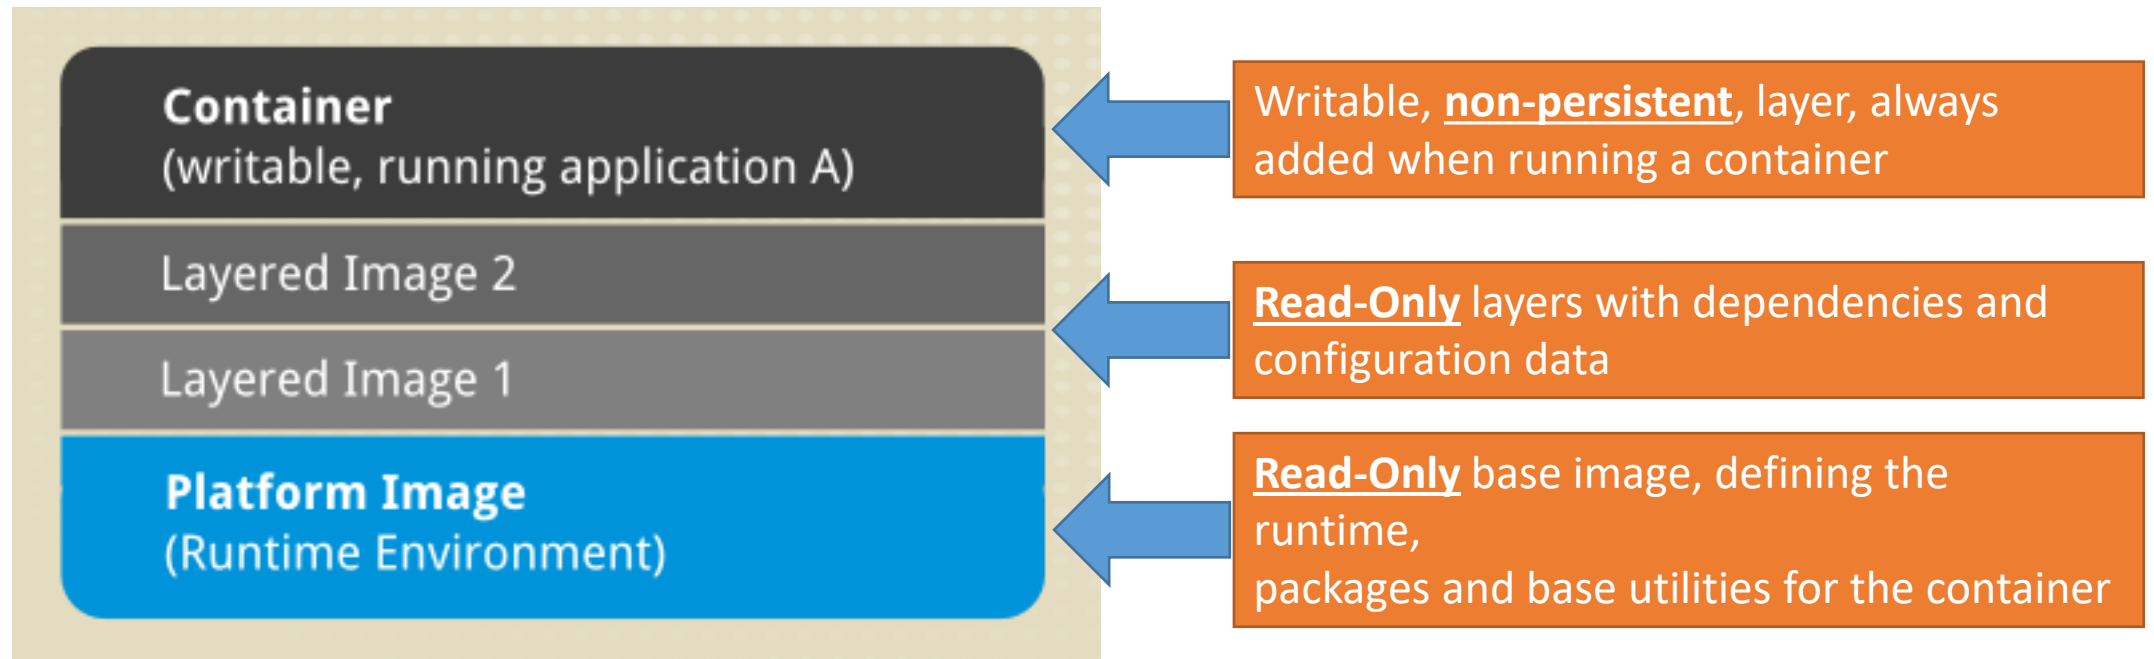 Container
(writable, running application A)
Layered Image 2
Layered Image 1
Platform Image
(Runtime Environment)
Writable, non-persistent, layer, always
added when running a container
Read-Only layers with dependencies and
configuration data
Read-Only base image, defining the
runtime,
packages and base utilities for the container